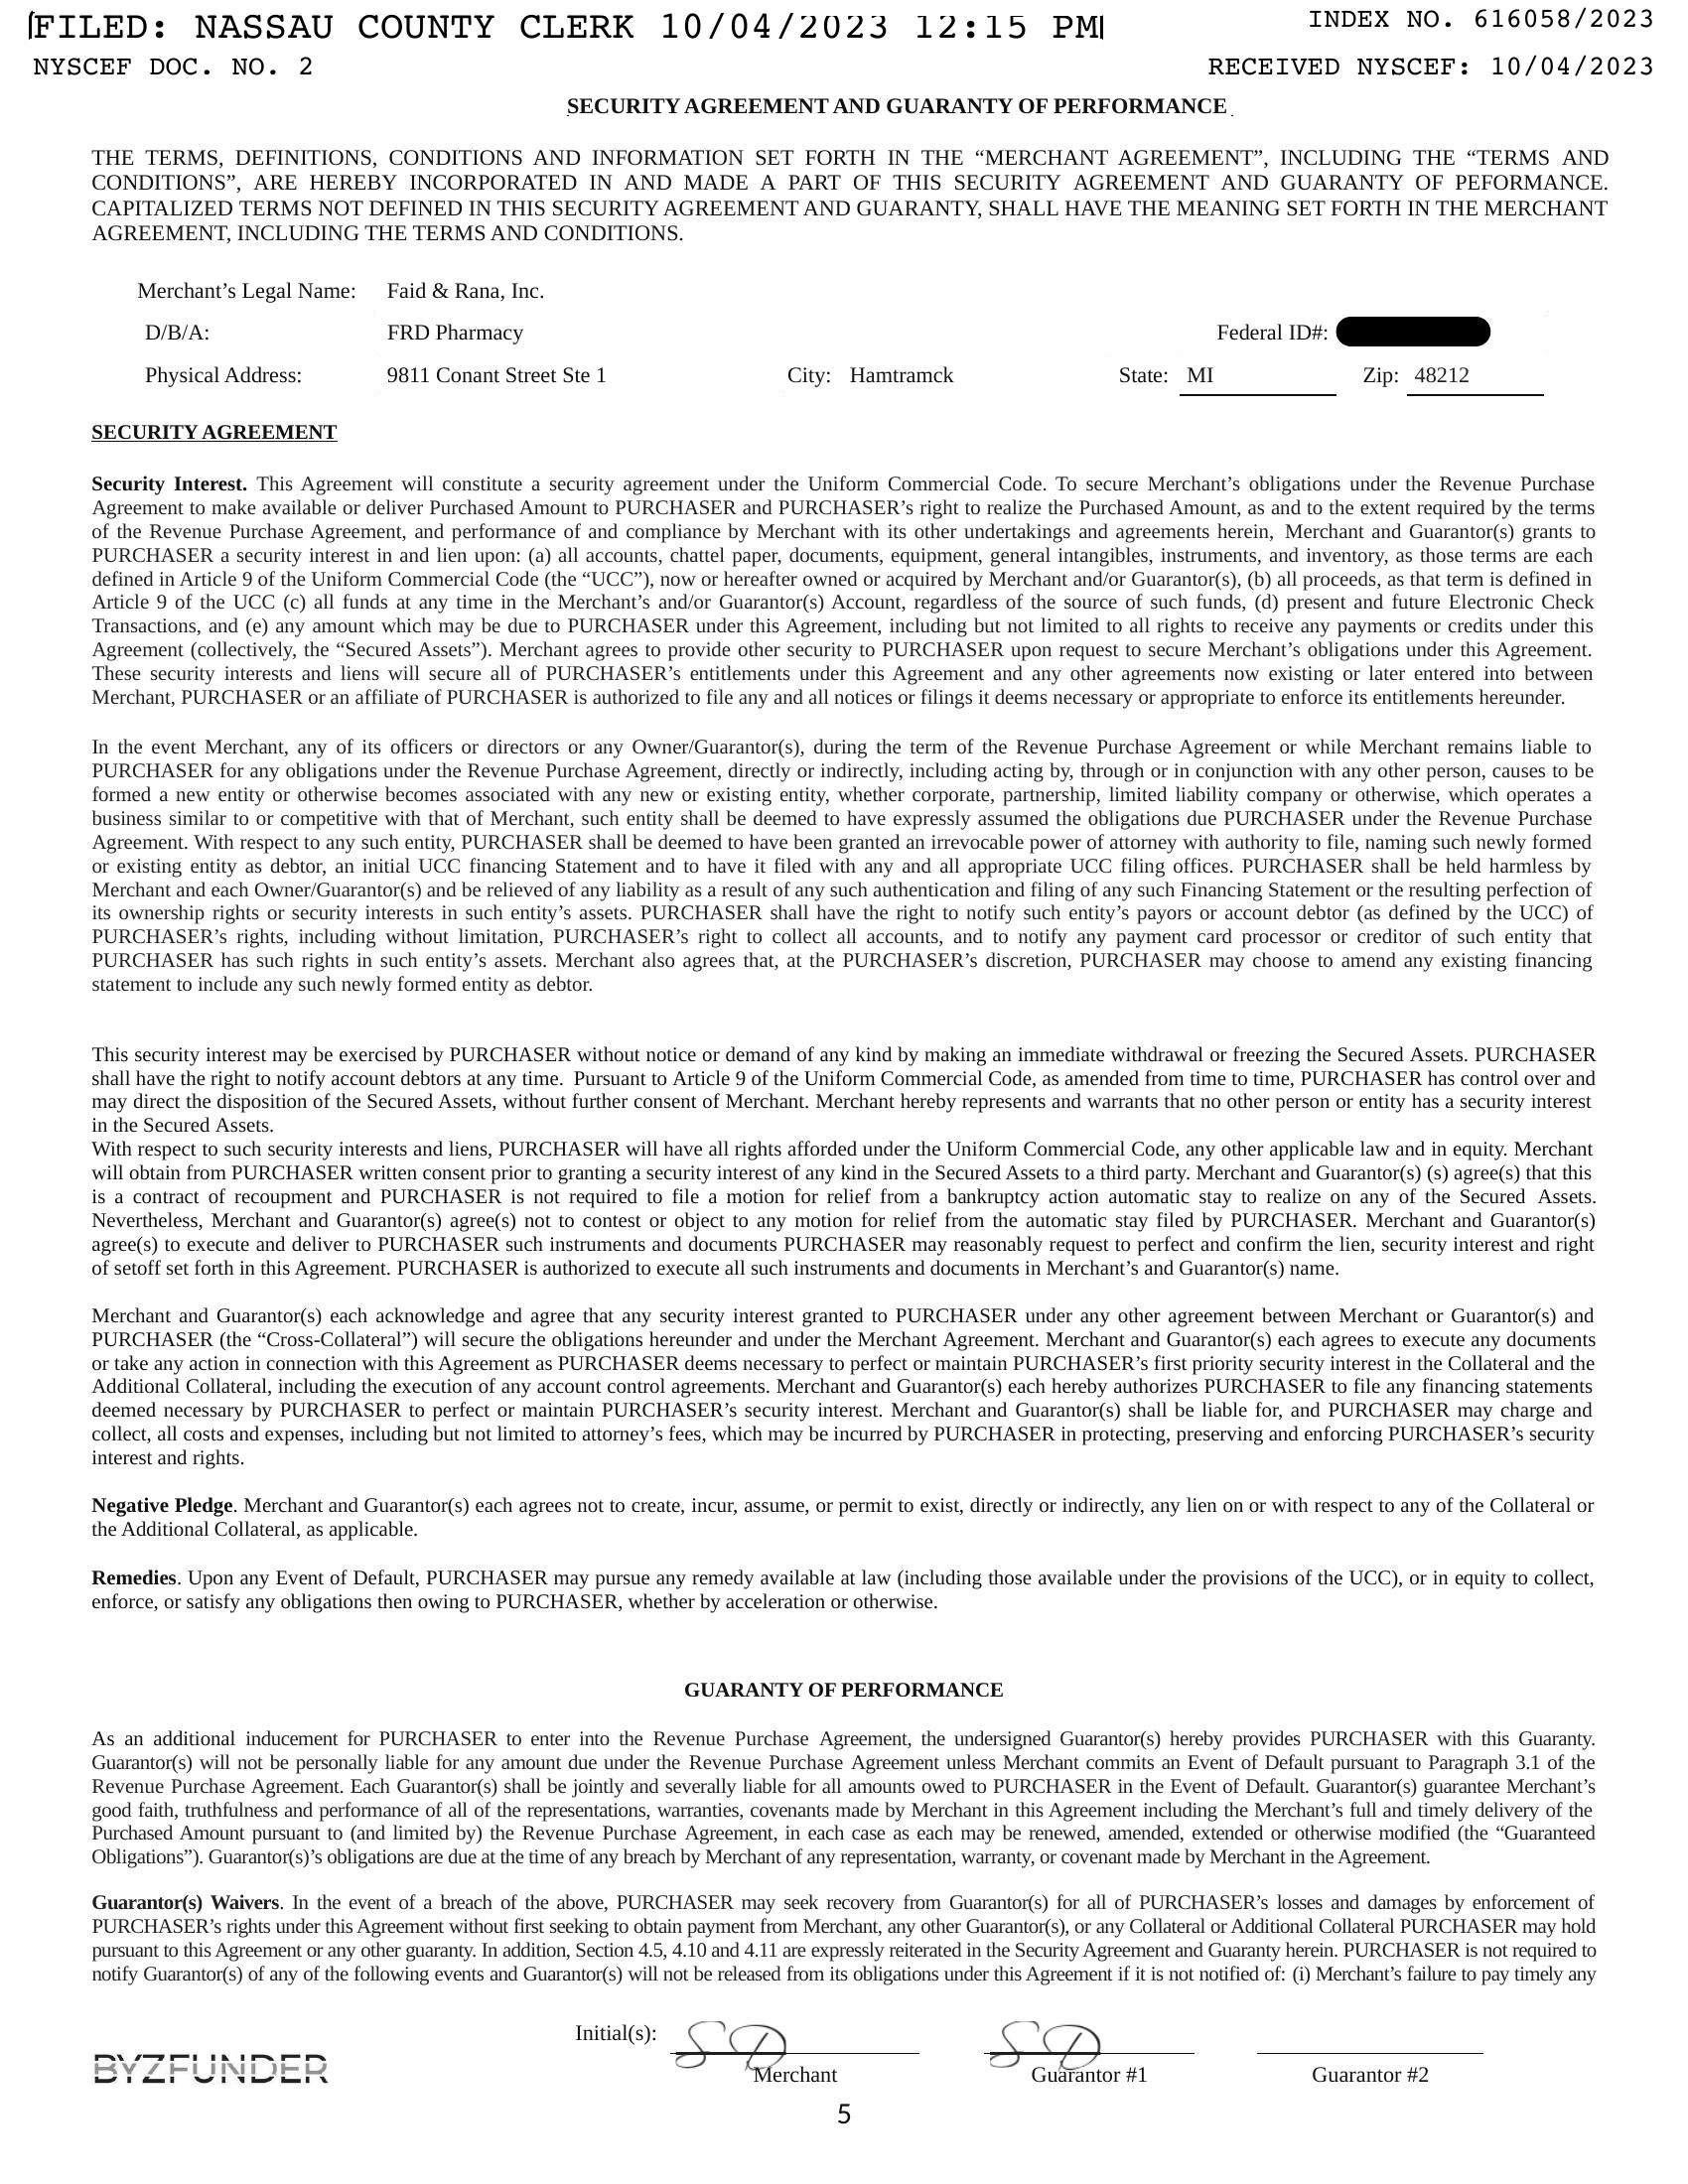 FILED: NASSAU COUNTY CLERK 10/04/2023 12:15 PM
INDEX NO. 616058/2023
NYSCEF DOC. NO. 2
RECEIVED NYSCEF: 10/04/2023
SECURITY AGREEMENT AND GUARANTY OF PERFORMANCE
THE TERMS, DEFINITIONS, CONDITIONS AND INFORMATION SET FORTH IN THE “MERCHANT AGREEMENT”, INCLUDING THE “TERMS AND
CONDITIONS”, ARE HEREBY INCORPORATED IN AND MADE A PART OF THIS SECURITY AGREEMENT AND GUARANTY OF PEFORMANCE.
CAPITALIZED TERMS NOT DEFINED IN THIS SECURITY AGREEMENT AND GUARANTY, SHALL HAVE THE MEANING SET FORTH IN THE MERCHANT
AGREEMENT, INCLUDING THE TERMS AND CONDITIONS.
Merchant’s Legal Name: Faid & Rana, Inc.
D/B/A: FRD Pharmacy Federal ID#:
Physical Address: 9811 Conant Street Ste 1 City: Hamtramck State: MI Zip: 48212
SECURITY AGREEMENT
Security Interest. This Agreement will constitute a security agreement under the Uniform Commercial Code. To secure Merchant’s obligations under the Revenue Purchase
Agreement to make available or deliver Purchased Amount to PURCHASER and PURCHASER’s right to realize the Purchased Amount, as and to the extent required by the terms
of the Revenue Purchase Agreement, and performance of and compliance by Merchant with its other undertakings and agreements herein, Merchant and Guarantor(s) grants to
PURCHASER a security interest in and lien upon: (a) all accounts, chattel paper, documents, equipment, general intangibles, instruments, and inventory, as those terms are each
defined in Article 9 of the Uniform Commercial Code (the “UCC”), now or hereafter owned or acquired by Merchant and/or Guarantor(s), (b) all proceeds, as that term is defined in
Article 9 of the UCC (c) all funds at any time in the Merchant’s and/or Guarantor(s) Account, regardless of the source of such funds, (d) present and future Electronic Check
Transactions, and (e) any amount which may be due to PURCHASER under this Agreement, including but not limited to all rights to receive any payments or credits under this
Agreement (collectively, the “Secured Assets”). Merchant agrees to provide other security to PURCHASER upon request to secure Merchant’s obligations under this Agreement.
These security interests and liens will secure all of PURCHASER’s entitlements under this Agreement and any other agreements now existing or later entered into between
Merchant, PURCHASER or an affiliate of PURCHASER is authorized to file any and all notices or filings it deems necessary or appropriate to enforce its entitlements hereunder.
In the event Merchant, any of its officers or directors or any Owner/Guarantor(s), during the term of the Revenue Purchase Agreement or while Merchant remains liable to
PURCHASER for any obligations under the Revenue Purchase Agreement, directly or indirectly, including acting by, through or in conjunction with any other person, causes to be
formed a new entity or otherwise becomes associated with any new or existing entity, whether corporate, partnership, limited liability company or otherwise, which operates a
business similar to or competitive with that of Merchant, such entity shall be deemed to have expressly assumed the obligations due PURCHASER under the Revenue Purchase
Agreement. With respect to any such entity, PURCHASER shall be deemed to have been granted an irrevocable power of attorney with authority to file, naming such newly formed
or existing entity as debtor, an initial UCC financing Statement and to have it filed with any and all appropriate UCC filing offices. PURCHASER shall be held harmless by
Merchant and each Owner/Guarantor(s) and be relieved of any liability as a result of any such authentication and filing of any such Financing Statement or the resulting perfection of
its ownership rights or security interests in such entity’s assets. PURCHASER shall have the right to notify such entity’s payors or account debtor (as defined by the UCC) of
PURCHASER’s rights, including without limitation, PURCHASER’s right to collect all accounts, and to notify any payment card processor or creditor of such entity that
PURCHASER has such rights in such entity’s assets. Merchant also agrees that, at the PURCHASER’s discretion, PURCHASER may choose to amend any existing financing
statement to include any such newly formed entity as debtor.
This security interest may be exercised by PURCHASER without notice or demand of any kind by making an immediate withdrawal or freezing the Secured Assets. PURCHASER
shall have the right to notify account debtors at any time. Pursuant to Article 9 of the Uniform Commercial Code, as amended from time to time, PURCHASER has control over and
may direct the disposition of the Secured Assets, without further consent of Merchant. Merchant hereby represents and warrants that no other person or entity has a security interest
in the Secured Assets.
With respect to such security interests and liens, PURCHASER will have all rights afforded under the Uniform Commercial Code, any other applicable law and in equity. Merchant
will obtain from PURCHASER written consent prior to granting a security interest of any kind in the Secured Assets to a third party. Merchant and Guarantor(s) (s) agree(s) that this
is a contract of recoupment and PURCHASER is not required to file a motion for relief from a bankruptcy action automatic stay to realize on any of the Secured Assets.
Nevertheless, Merchant and Guarantor(s) agree(s) not to contest or object to any motion for relief from the automatic stay filed by PURCHASER. Merchant and Guarantor(s)
agree(s) to execute and deliver to PURCHASER such instruments and documents PURCHASER may reasonably request to perfect and confirm the lien, security interest and right
of setoff set forth in this Agreement. PURCHASER is authorized to execute all such instruments and documents in Merchant’s and Guarantor(s) name.
Merchant and Guarantor(s) each acknowledge and agree that any security interest granted to PURCHASER under any other agreement between Merchant or Guarantor(s) and
PURCHASER (the “Cross-Collateral”) will secure the obligations hereunder and under the Merchant Agreement. Merchant and Guarantor(s) each agrees to execute any documents
or take any action in connection with this Agreement as PURCHASER deems necessary to perfect or maintain PURCHASER’s first priority security interest in the Collateral and the
Additional Collateral, including the execution of any account control agreements. Merchant and Guarantor(s) each hereby authorizes PURCHASER to file any financing statements
deemed necessary by PURCHASER to perfect or maintain PURCHASER’s security interest. Merchant and Guarantor(s) shall be liable for, and PURCHASER may charge and
collect, all costs and expenses, including but not limited to attorney’s fees, which may be incurred by PURCHASER in protecting, preserving and enforcing PURCHASER’s security
interest and rights.
Negative Pledge. Merchant and Guarantor(s) each agrees not to create, incur, assume, or permit to exist, directly or indirectly, any lien on or with respect to any of the Collateral or
the Additional Collateral, as applicable.
Remedies. Upon any Event of Default, PURCHASER may pursue any remedy available at law (including those available under the provisions of the UCC), or in equity to collect,
enforce, or satisfy any obligations then owing to PURCHASER, whether by acceleration or otherwise.
GUARANTY OF PERFORMANCE
As an additional inducement for PURCHASER to enter into the Revenue Purchase Agreement, the undersigned Guarantor(s) hereby provides PURCHASER with this Guaranty.
Guarantor(s) will not be personally liable for any amount due under the Revenue Purchase Agreement unless Merchant commits an Event of Default pursuant to Paragraph 3.1 of the
Revenue Purchase Agreement. Each Guarantor(s) shall be jointly and severally liable for all amounts owed to PURCHASER in the Event of Default. Guarantor(s) guarantee Merchant’s
good faith, truthfulness and performance of all of the representations, warranties, covenants made by Merchant in this Agreement including the Merchant’s full and timely delivery of the
Purchased Amount pursuant to (and limited by) the Revenue Purchase Agreement, in each case as each may be renewed, amended, extended or otherwise modified (the “Guaranteed
Obligations”). Guarantor(s)’s obligations are due at the time of any breach by Merchant of any representation, warranty, or covenant made by Merchant in the Agreement.
Guarantor(s) Waivers. In the event of a breach of the above, PURCHASER may seek recovery from Guarantor(s) for all of PURCHASER’s losses and damages by enforcement of
PURCHASER’s rights under this Agreement without first seeking to obtain payment from Merchant, any other Guarantor(s), or any Collateral or Additional Collateral PURCHASER may hold
pursuant to this Agreement or any other guaranty. In addition, Section 4.5, 4.10 and 4.11 are expressly reiterated in the Security Agreement and Guaranty herein. PURCHASER is not required to
notify Guarantor(s) of any of the following events and Guarantor(s) will not be released from its obligations under this Agreement if it is not notified of: (i) Merchant’s failure to pay timely any
Initial(s): SD SD
BYZFUNDER
Merchant Guarantor #1 Guarantor #2
5